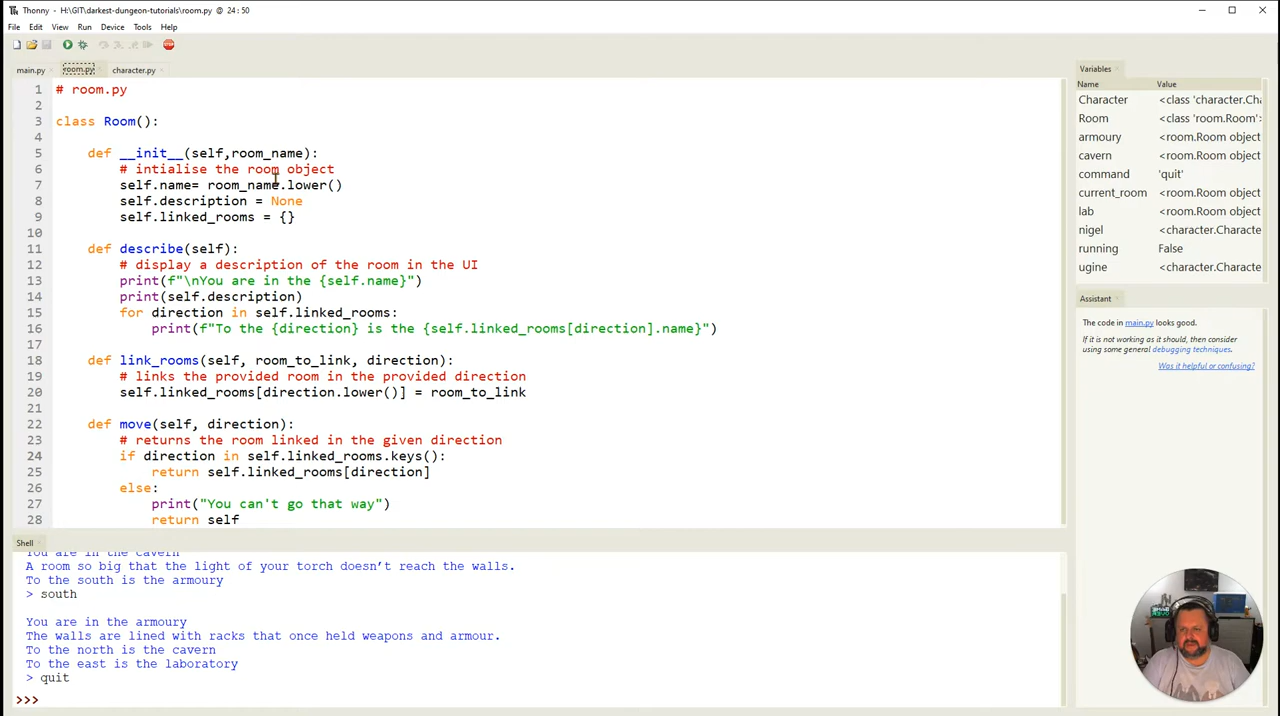 Thonny - H:\GIT\darkest-dungeon-tutorials\room.py @ 24 : 50
File Edit View Run Device Tools Help
main.py room.py character.py
1 # room.py
2
3 class Room():
4
5 def __init__(self,room_name):
6 # intialise the room object
7 self.name= room_name.lower()
8 self.description = None
9 self.linked_rooms = {}
10
11 def describe(self):
12 # display a description of the room in the UI
13 print(f"\nYou are in the {self.name}")
14 print(self.description)
15 for direction in self.linked_rooms:
16 print(f"To the {direction} is the {self.linked_rooms[direction].name}")
17
18 def link_rooms(self, room_to_link, direction):
19 # links the provided room in the provided direction
20 self.linked_rooms[direction.lower()] = room_to_link
21
22 def move(self, direction):
23 # returns the room linked in the given direction
24 if direction in self.linked_rooms.keys():
25 return self.linked_rooms[direction]
26 else:
27 print("You can't go that way")
28 return self
Shell
You are in the cavern
A room so big that the light of your torch doesn’t reach the walls.
To the south is the armoury
> south
You are in the armoury
The walls are lined with racks that once held weapons and armour.
To the north is the cavern
To the east is the laboratory
> quit
>>>
Variables
Name Value
Character <class 'character.Cha
Room <class 'room.Room'>
armoury <room.Room object
cavern <room.Room object
command 'quit'
current_room <room.Room object
lab <room.Room object
nigel <character.Characte
running False
ugine <character.Characte
Assistant
The code in main.py looks good.
If it is not working as it should, then consider
using some general debugging techniques.
Was it helpful or confusing?